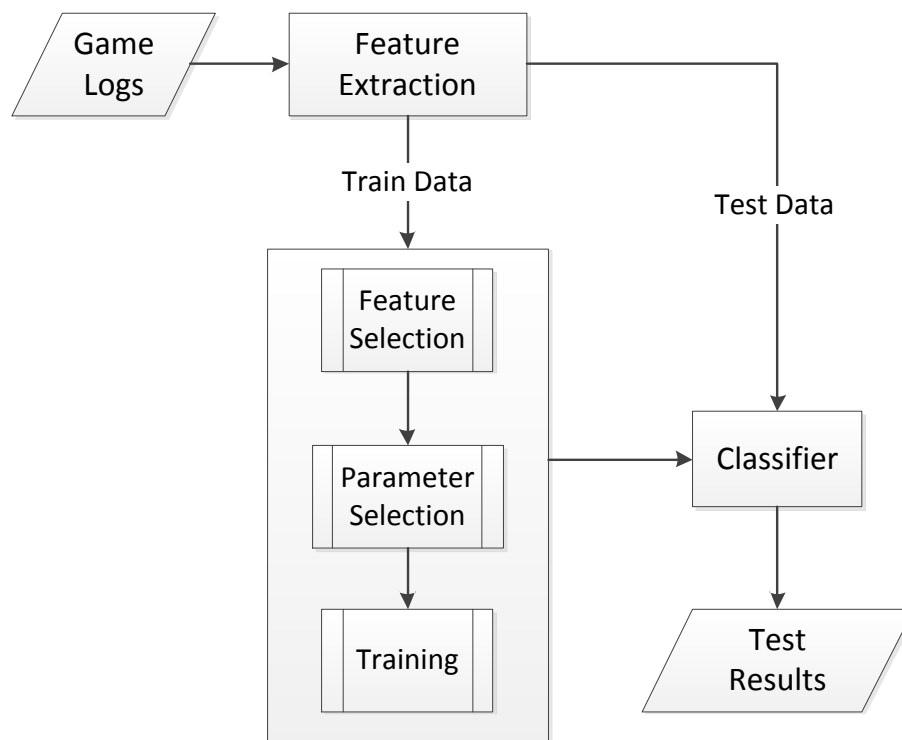 Game
Logs
Feature
Extraction
Train Data
Test Data
Feature
Selection
Parameter
Selection
Classifier
Training
Test
Results